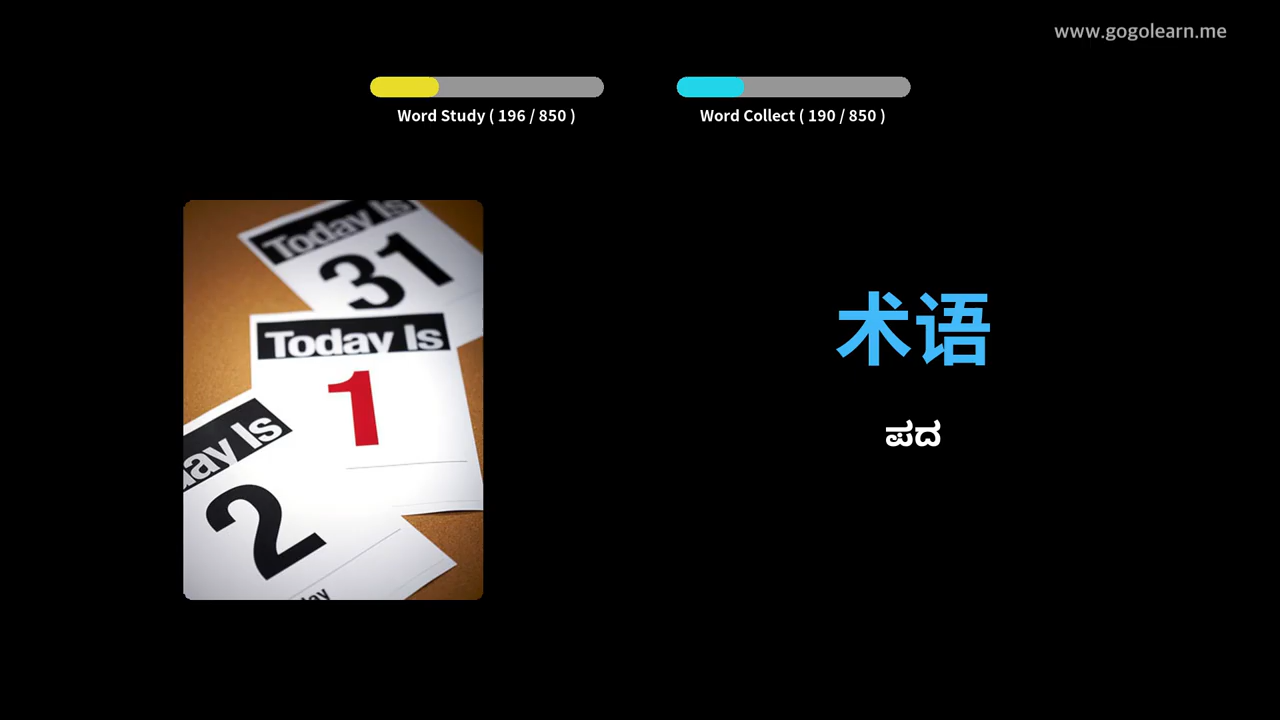 www.gogolearn.me
Word Study ( 196 / 850 )
Word Collect ( 190 / 850 )
Today Is
31
Today Is
1
ay Is
2
术语
ಪದ